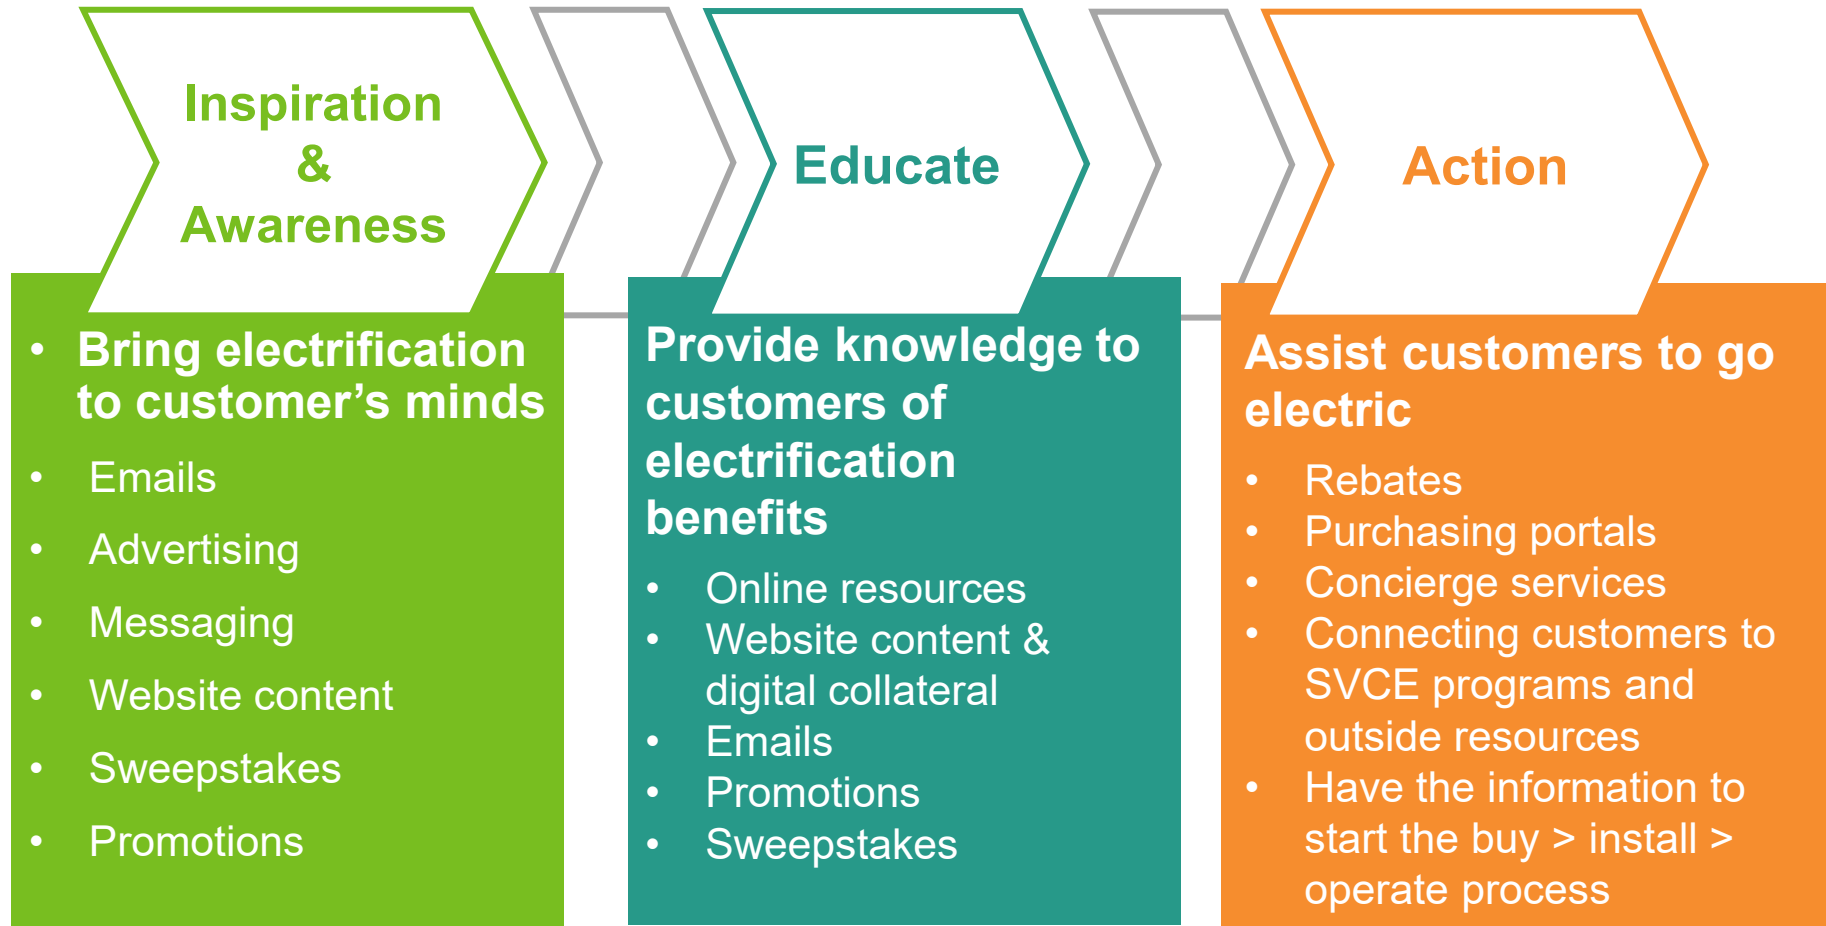 Inspiration
&
Awareness
• Bring electrification
to customer’s minds
• Emails
• Advertising
• Messaging
• Website content
• Sweepstakes
• Promotions
Educate
Provide knowledge to
customers of
electrification
benefits
• Online resources
• Website content &
digital collateral
• Emails
• Promotions
• Sweepstakes
Action
Assist customers to go
electric
• Rebates
• Purchasing portals
• Concierge services
• Connecting customers to
SVCE programs and
outside resources
• Have the information to
start the buy > install >
operate process